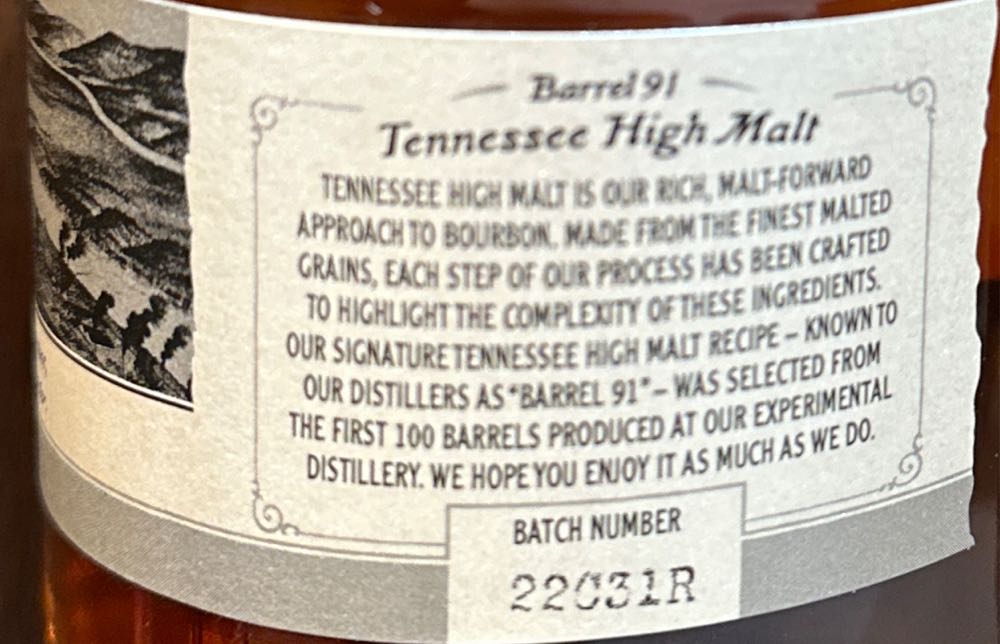 Barrel 91
Tennessee High Malt
TENNESSEE HIGH MALT IS OUR RICH, MALT-FORWARD
APPROACH TO BOURBON. MADE FROM THE FINEST MALTED
GRAINS, EACH STEP OF OUR PROCESS HAS BEEN CRAFTED
TO HIGHLIGHT THE COMPLEXITY OF THESE INGREDIENTS.
OUR SIGNATURE TENNESSEE HIGH MALT RECIPE – KNOWN TO
OUR DISTILLERS AS "BARREL 91" – WAS SELECTED FROM
THE FIRST 100 BARRELS PRODUCED AT OUR EXPERIMENTAL
DISTILLERY. WE HOPE YOU ENJOY IT AS MUCH AS WE DO.
BATCH NUMBER
22C31R